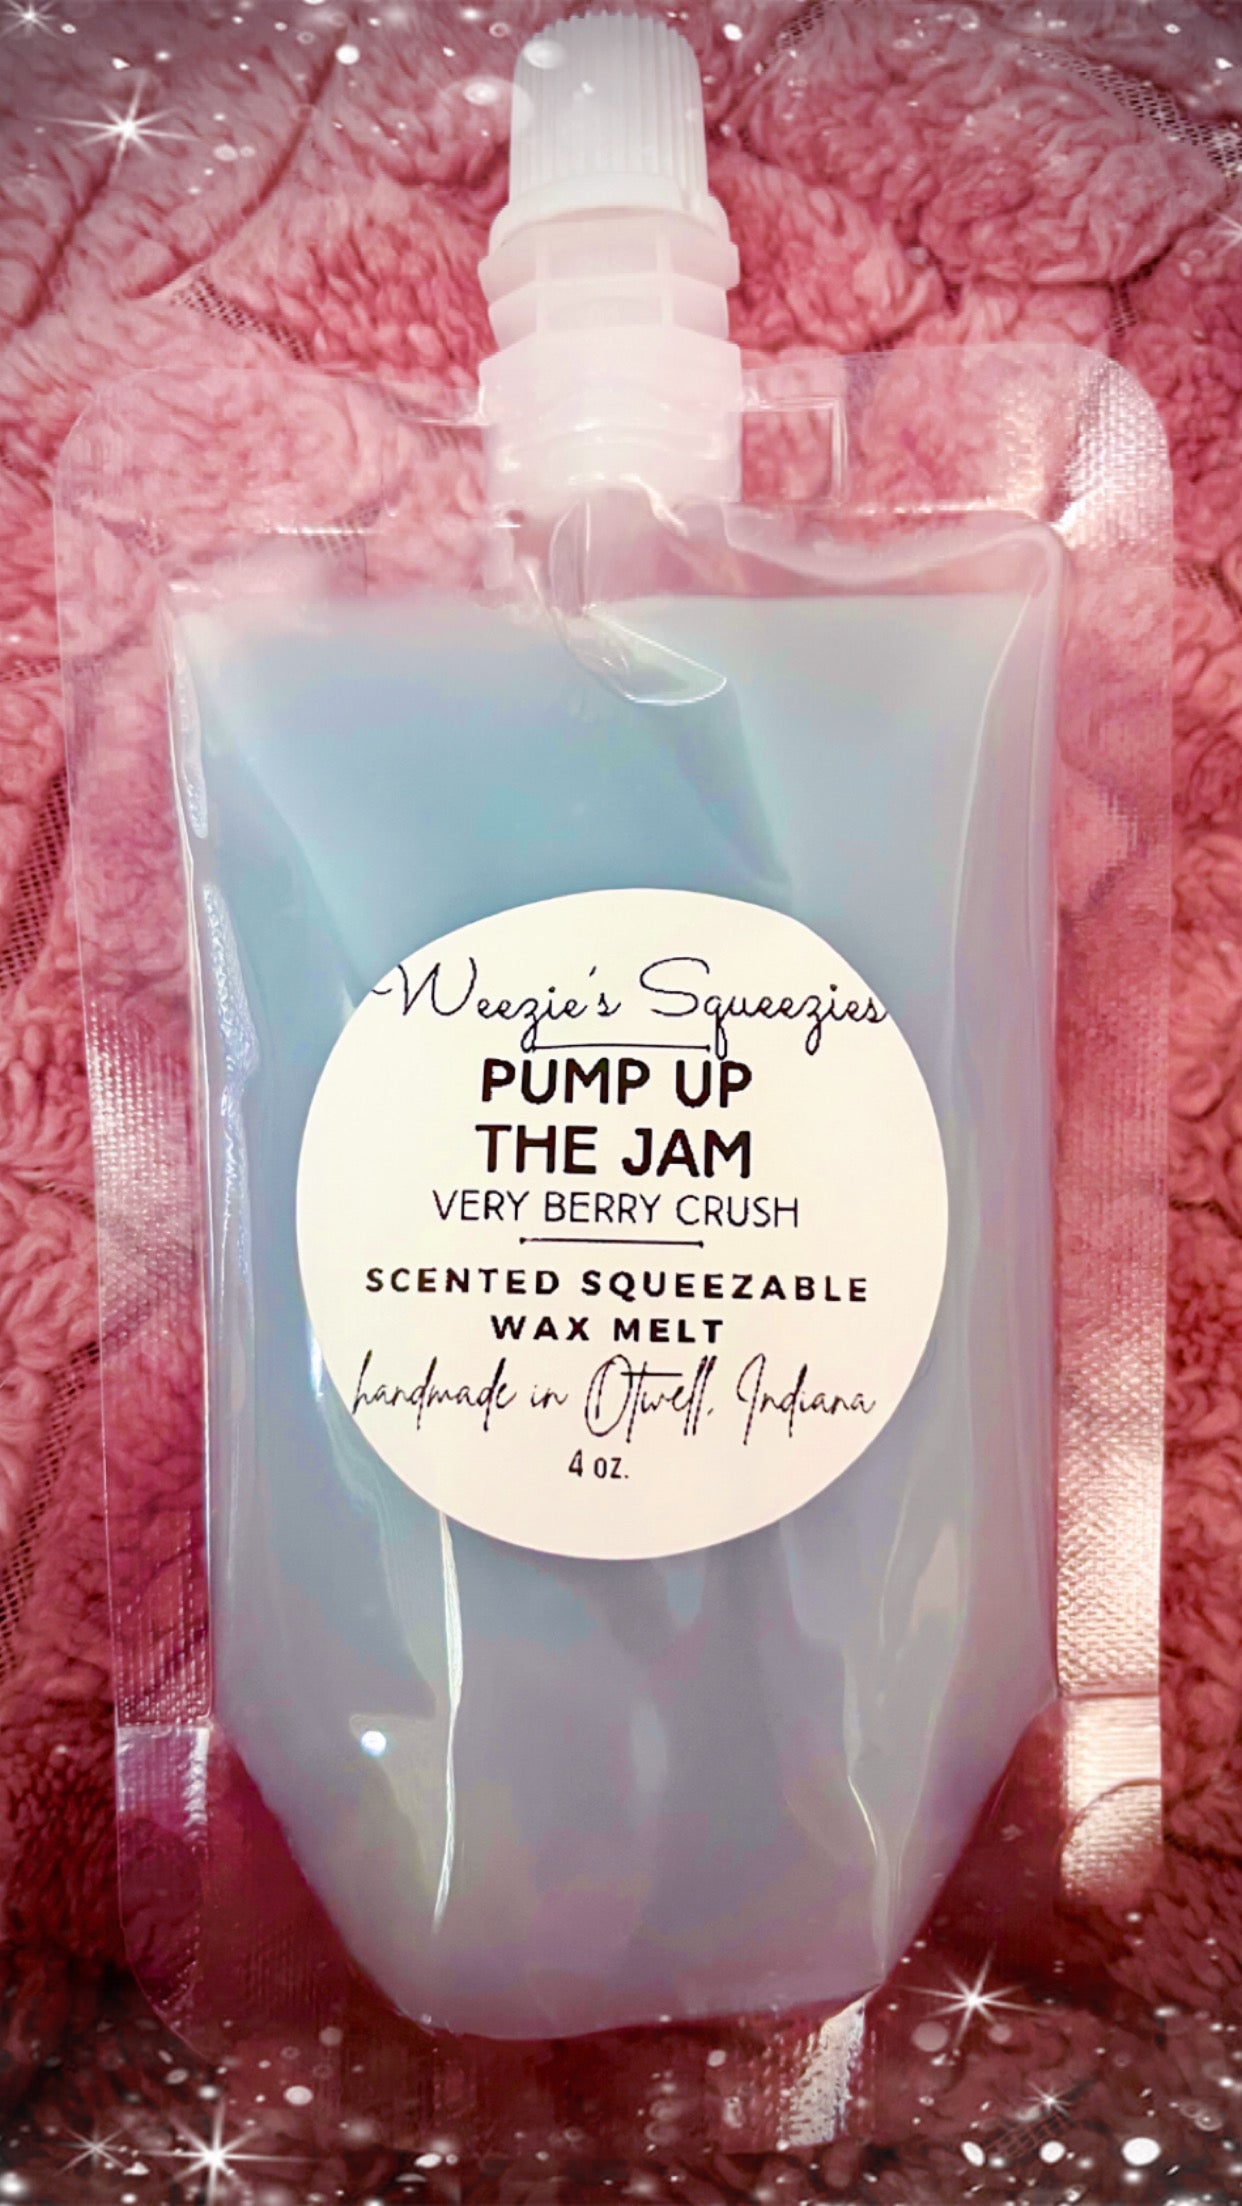 Weezie's Squeezies
PUMP UP
THE JAM
VERY BERRY CRUSH
SCENTED SQUEEZABLE
WAX MELT
handmade in Otwell, Indiana
4 oz.